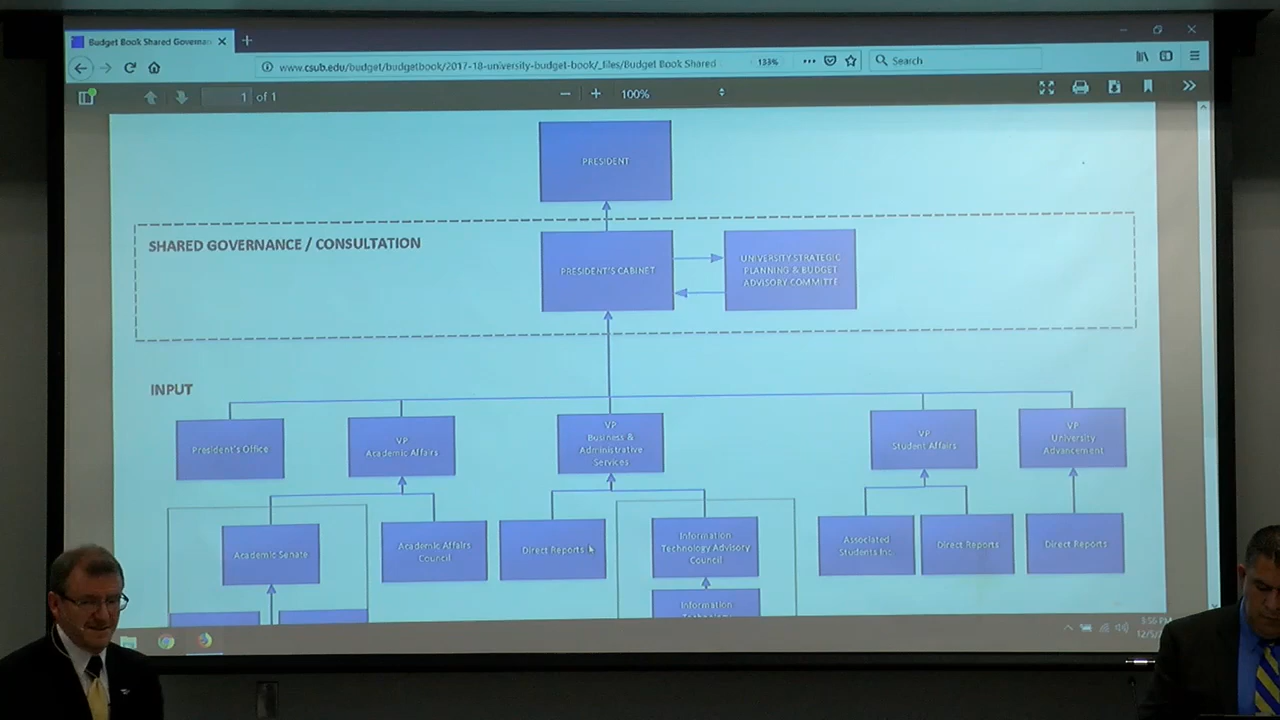 Budget Book Shared Governan
www.csub.edu/budget/budgetbook/2017-18-university-budget-book/_files/Budget Book Shared
133%
Search
1 of 1
100%
PRESIDENT
SHARED GOVERNANCE / CONSULTATION
PRESIDENT'S CABINET
UNIVERSITY STRATEGIC
PLANNING & BUDGET
ADVISORY COMMITTE
INPUT
President's Office
VP
Academic Affairs
VP
Business &
Administrative
Services
VP
Student Affairs
VP
University
Advancement
Academic Senate
Academic Affairs
Council
Direct Reports
Information
Technology Advisory
Council
Associated
Students Inc.
Direct Reports
Direct Reports
Information
Technology